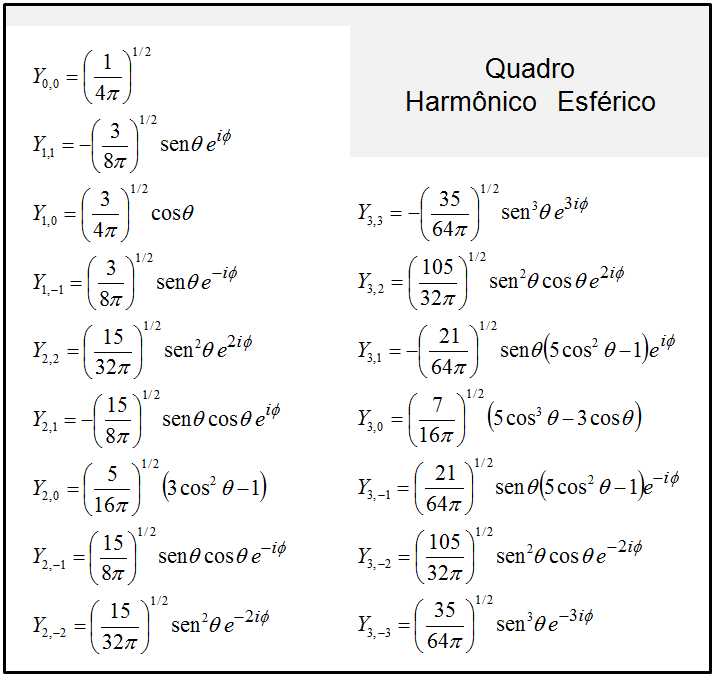 Quadro
Harmônico Esférico
Y₀,₀ = (1/4π)^1/2
Y₁,₁ = −(3/8π)^1/2 senθ e^iϕ
Y₁,₀ = (3/4π)^1/2 cosθ
Y₁,₋₁ = (3/8π)^1/2 senθ e^−iϕ
Y₂,₂ = (15/32π)^1/2 sen²θ e^2iϕ
Y₂,₁ = −(15/8π)^1/2 senθ cosθ e^iϕ
Y₂,₀ = (5/16π)^1/2 (3cos² θ −1)
Y₂,₋₁ = (15/8π)^1/2 senθ cosθ e^−iϕ
Y₂,₋₂ = (15/32π)^1/2 sen²θ e^−2iϕ
Y₃,₃ = −(35/64π)^1/2 sen³θ e^3iϕ
Y₃,₂ = (105/32π)^1/2 sen²θ cosθ e^2iϕ
Y₃,₁ = −(21/64π)^1/2 senθ(5cos² θ −1)e^iϕ
Y₃,₀ = (7/16π)^1/2 (5cos³ θ −3cosθ)
Y₃,₋₁ = (21/64π)^1/2 senθ(5cos² θ −1)e^−iϕ
Y₃,₋₂ = (105/32π)^1/2 sen²θ cosθ e^−2iϕ
Y₃,₋₃ = (35/64π)^1/2 sen³θ e^−3iϕ